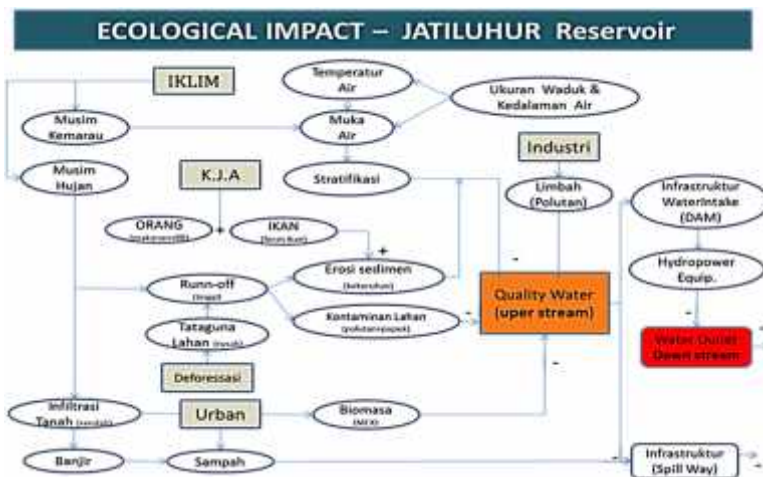 ECOLOGICAL IMPACT – JATILUHUR Reservoir
IKLIM
Temperatur
Air
Ukuran Waduk &
Kedalaman Air
Musim
Kemarau
Muka
Air
Industri
Musim
Hujan
K.J.A
Stratifikasi
Limbah
(Polutan)
Infrastruktur
WaterIntake
(DAM)
ORANG
+
IKAN
+
-
Erosi sedimen
Hydropower
Equip.
Runn-off
Quality Water
(uper stream)
Kontaminan Lahan
-
-
Tataguna
Lahan
Water Outlet
Down stream
-
Deforessasi
-
Infiltrasi
Tanah
Urban
Biomasa
Banjir
Sampah
-
Infrastruktur
(Spill Way)
-